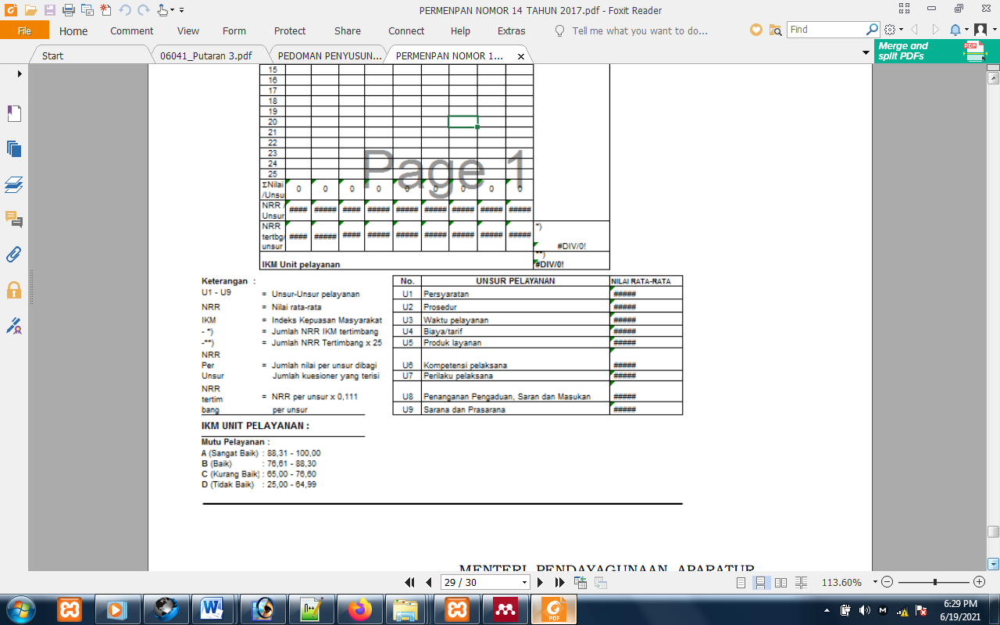 PERMENPAN NOMOR 14 TAHUN 2017.pdf - Foxit Reader
File Home Comment View Form Protect Share Connect Help Extras Tell me what you want to do... Find
Start 06041_Putaran 3.pdf PEDOMAN PENYUSUN... PERMENPAN NOMOR 1... Merge and
split PDFs
15
16
17
18
19
20
21
22
23
24
25
Page 1
ΣNilai
/Unsur 0 0 0 0 0 0 0 0 0
NRR /
Unsur #### ##### #### ##### ##### ##### ##### ##### #####
NRR *)
tertbg/ #### ##### #### ##### ##### ##### ##### ##### #####
unsur #DIV/0!
**)
IKM Unit pelayanan #DIV/0!
Keterangan :
U1 - U9 = Unsur-Unsur pelayanan
NRR = Nilai rata-rata
IKM = Indeks Kepuasan Masyarakat
- *) = Jumlah NRR IKM tertimbang
-**) = Jumlah NRR Tertimbang x 25
NRR
Per = Jumlah nilai per unsur dibagi
Unsur Jumlah kuesioner yang terisi
NRR
tertim = NRR per unsur x 0,111
bang per unsur
No. UNSUR PELAYANAN NILAI RATA-RATA
U1 Persyaratan #####
U2 Prosedur #####
U3 Waktu pelayanan #####
U4 Biaya/tarif #####
U5 Produk layanan #####
U6 Kompetensi pelaksana #####
U7 Perilaku pelaksana #####
U8 Penanganan Pengaduan, Saran dan Masukan #####
U9 Sarana dan Prasarana #####
IKM UNIT PELAYANAN :
Mutu Pelayanan :
A (Sangat Baik) : 88,31 - 100,00
B (Baik) : 76,61 - 88,30
C (Kurang Baik) : 65,00 - 76,60
D (Tidak Baik) : 25,00 - 64,99
MENTERI PENDAYAGUNAAN APARATUR
29 / 30 113.60%
6:29 PM
6/19/2021